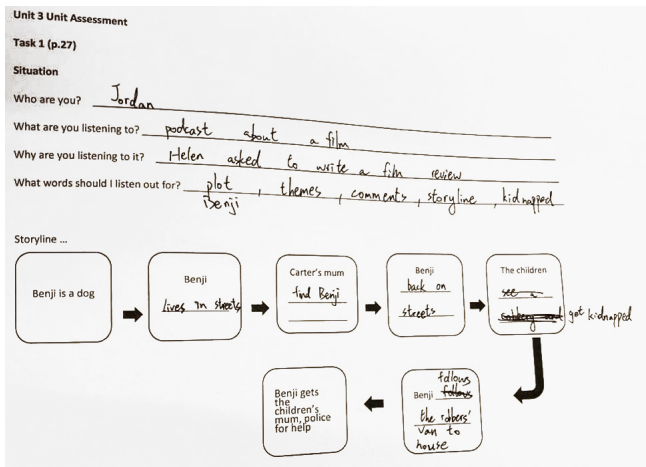 Unit 3 Unit Assessment
Task 1 (p.27)
Situation
Who are you? Jordan
What are you listening to? podcast about a film
Why are you listening to it? Helen asked to write a film review
What words should I listen out for? plot, themes, comments, storyline, kidnapped
Benji
Storyline ...
Benji is a dog
Benji
lives in streets
Carter's mum
find Benji
Benji
back on
streets
The children
see a
robbery and got kidnapped
follows
Benji follows
the robbers'
van to
house
Benji gets
the
children's
mum, police
for help